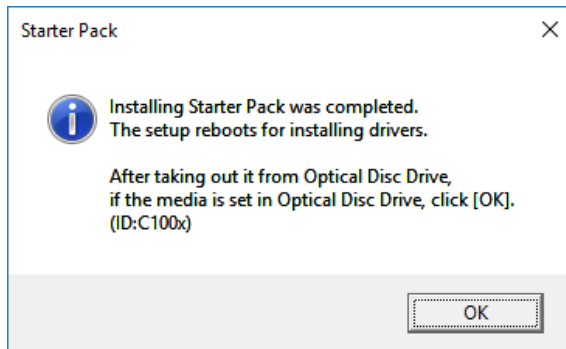 Starter Pack
Installing Starter Pack was completed.
The setup reboots for installing drivers.
After taking out it from Optical Disc Drive,
if the media is set in Optical Disc Drive, click [OK].
(ID:C100x)
OK